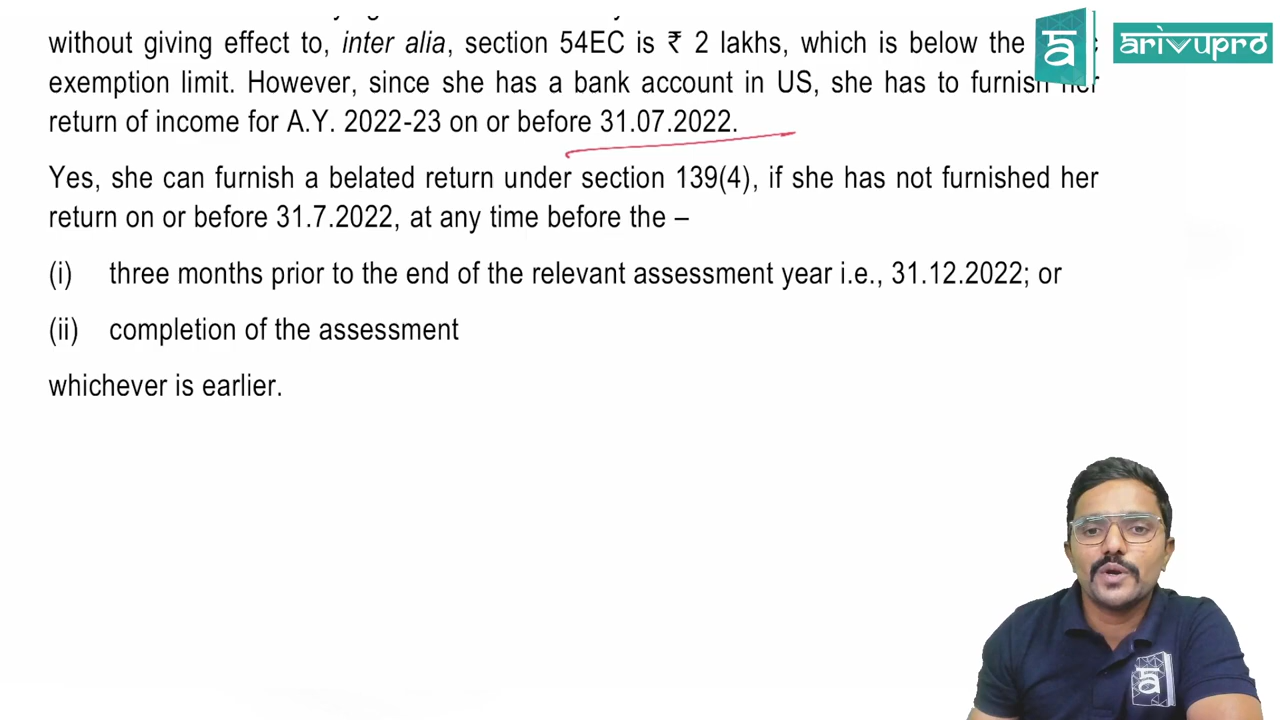 without giving effect to, inter alia, section 54EC is ₹ 2 lakhs, which is below the
exemption limit. However, since she has a bank account in US, she has to furnish her
return of income for A.Y. 2022-23 on or before 31.07.2022.
Yes, she can furnish a belated return under section 139(4), if she has not furnished her
return on or before 31.7.2022, at any time before the –
(i) three months prior to the end of the relevant assessment year i.e., 31.12.2022; or
(ii) completion of the assessment
whichever is earlier.
arivupro